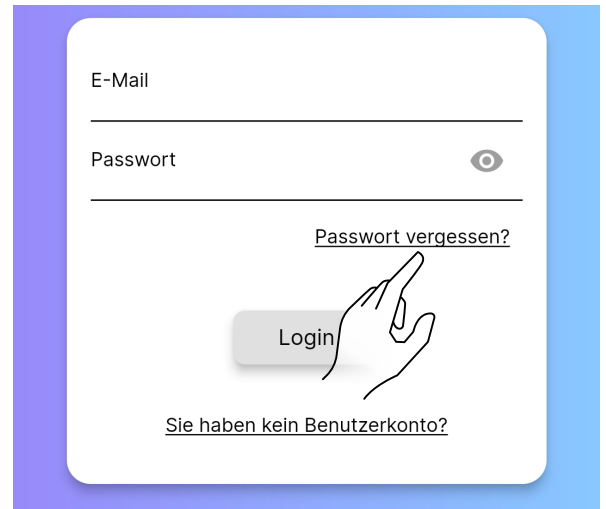 E-Mail
Passwort
Passwort vergessen?
Login
Sie haben kein Benutzerkonto?